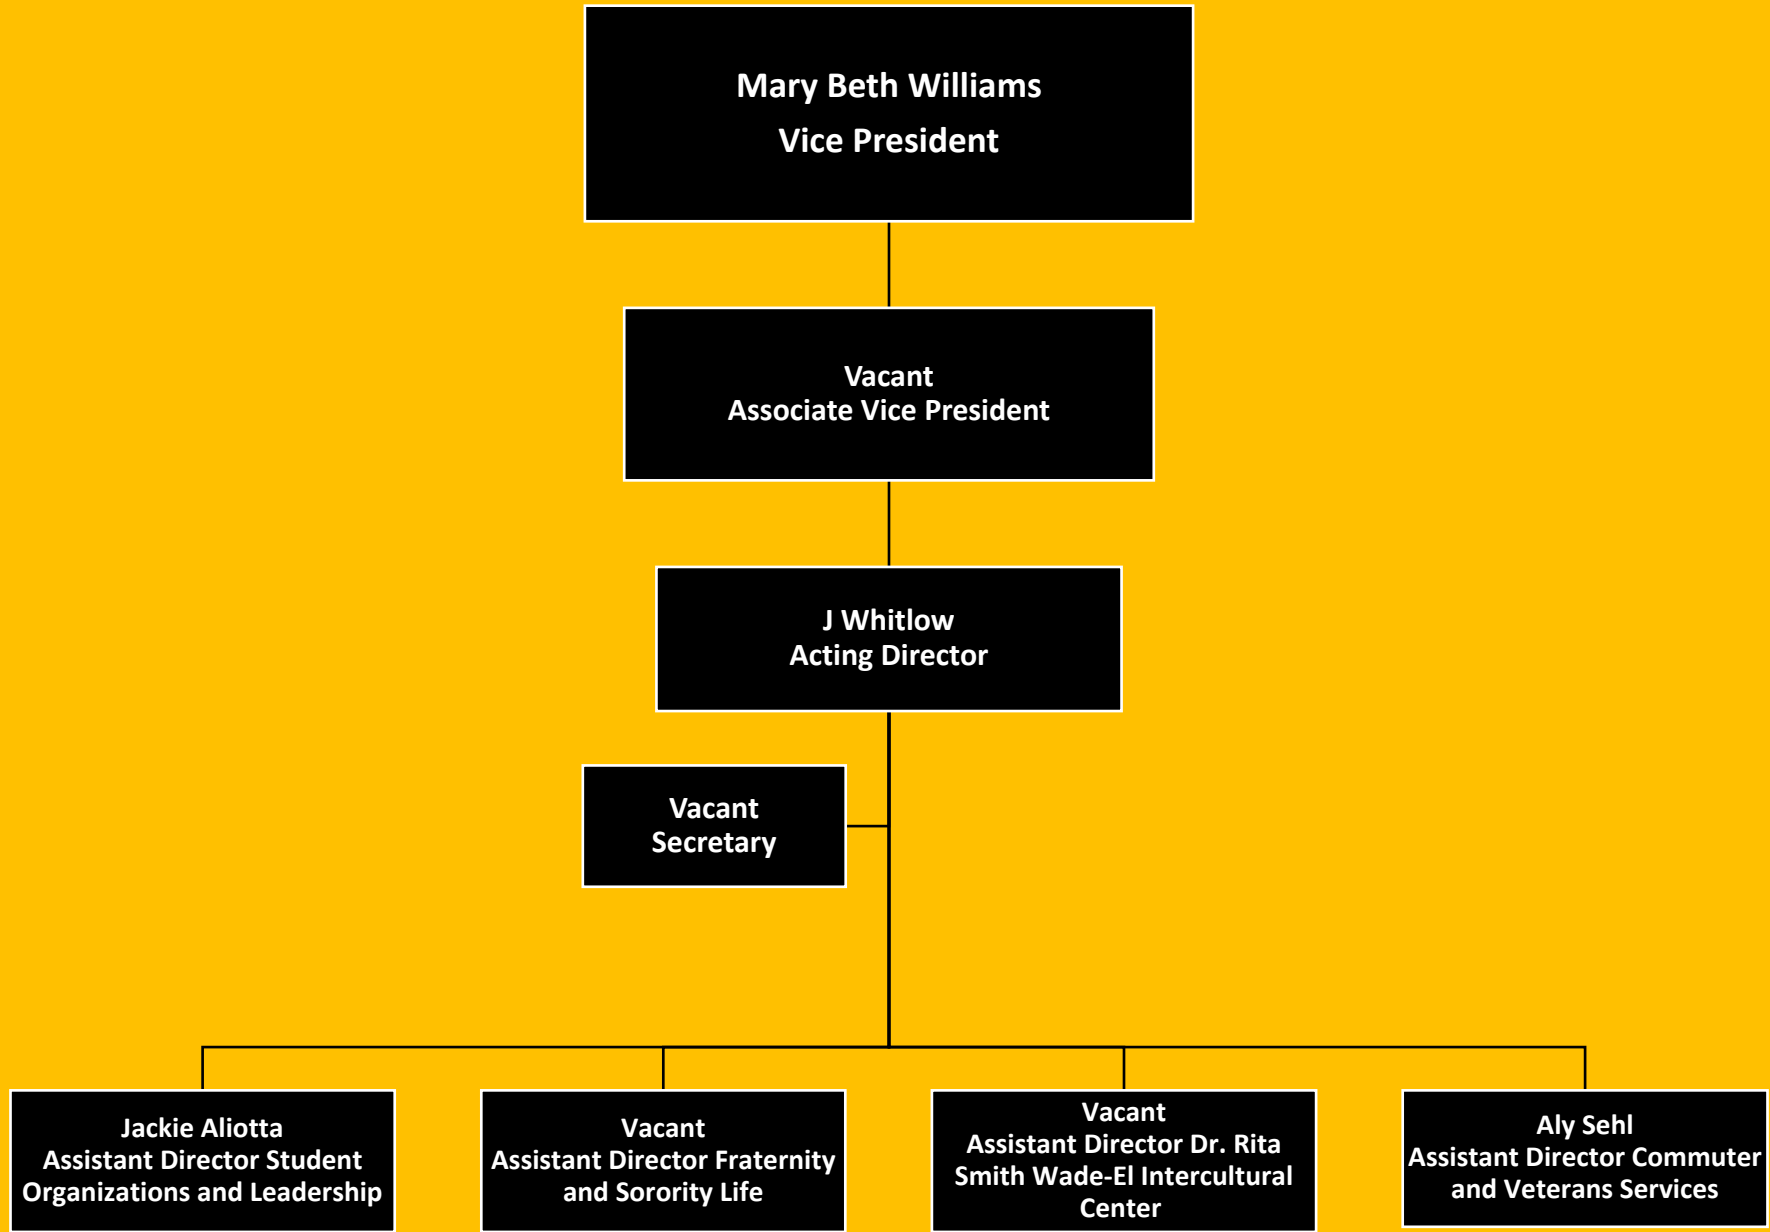 Mary Beth Williams
Vice President
Vacant
Associate Vice President
J Whitlow
Acting Director
Vacant
Secretary
Jackie Aliotta
Assistant Director Student
Organizations and Leadership
Vacant
Assistant Director Fraternity
and Sorority Life
Vacant
Assistant Director Dr. Rita
Smith Wade-El Intercultural
Center
Aly Sehl
Assistant Director Commuter
and Veterans Services